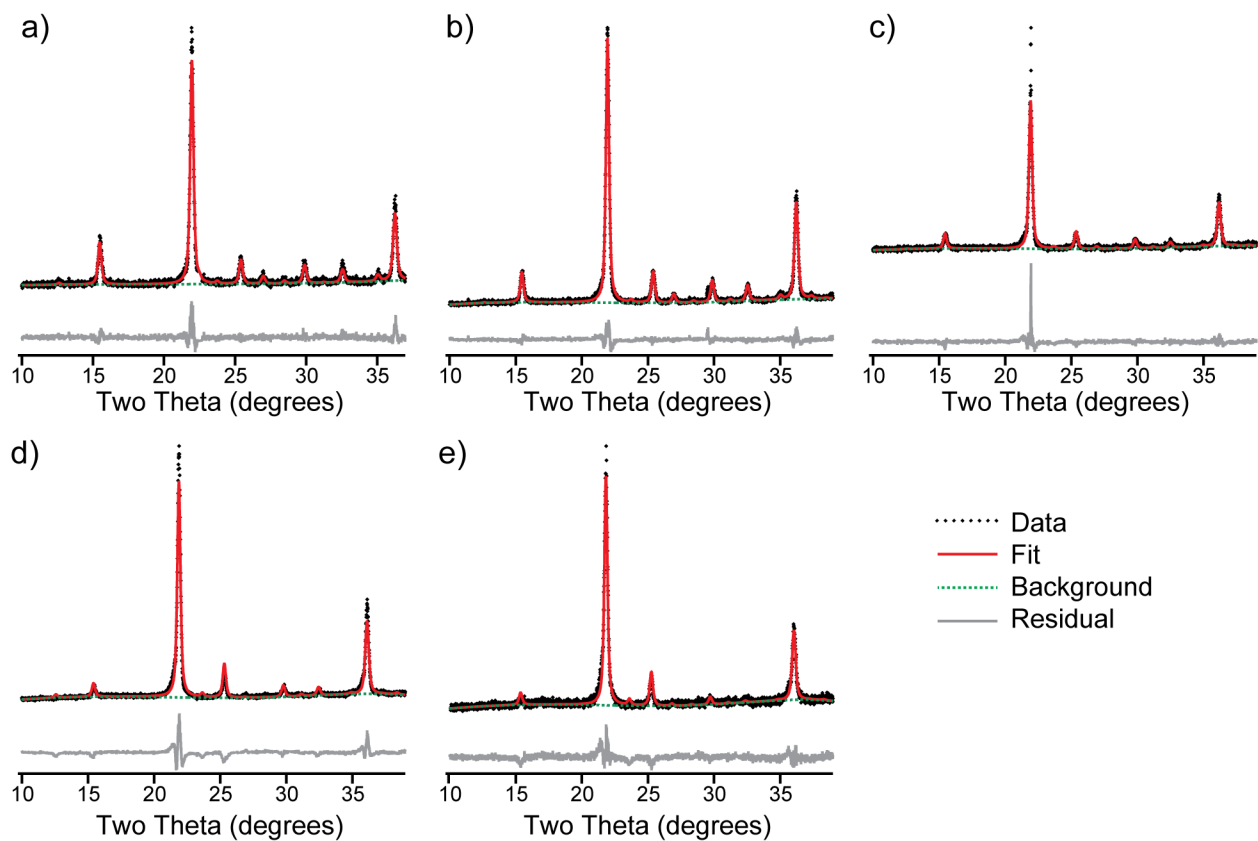 a)
10 15 20 25 30 35
Two Theta (degrees)
b)
10 15 20 25 30 35
Two Theta (degrees)
c)
10 15 20 25 30 35
Two Theta (degrees)
d)
10 15 20 25 30 35
Two Theta (degrees)
e)
10 15 20 25 30 35
Two Theta (degrees)
Data
Fit
Background
Residual